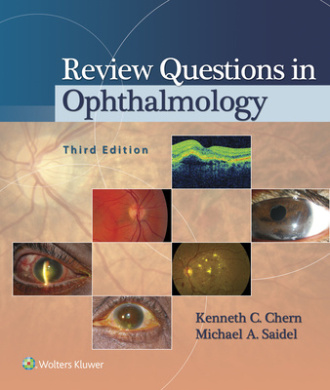 Review Questions in
Ophthalmology
Third Edition
Kenneth C. Chern
Michael A. Saidel
Wolters Kluwer